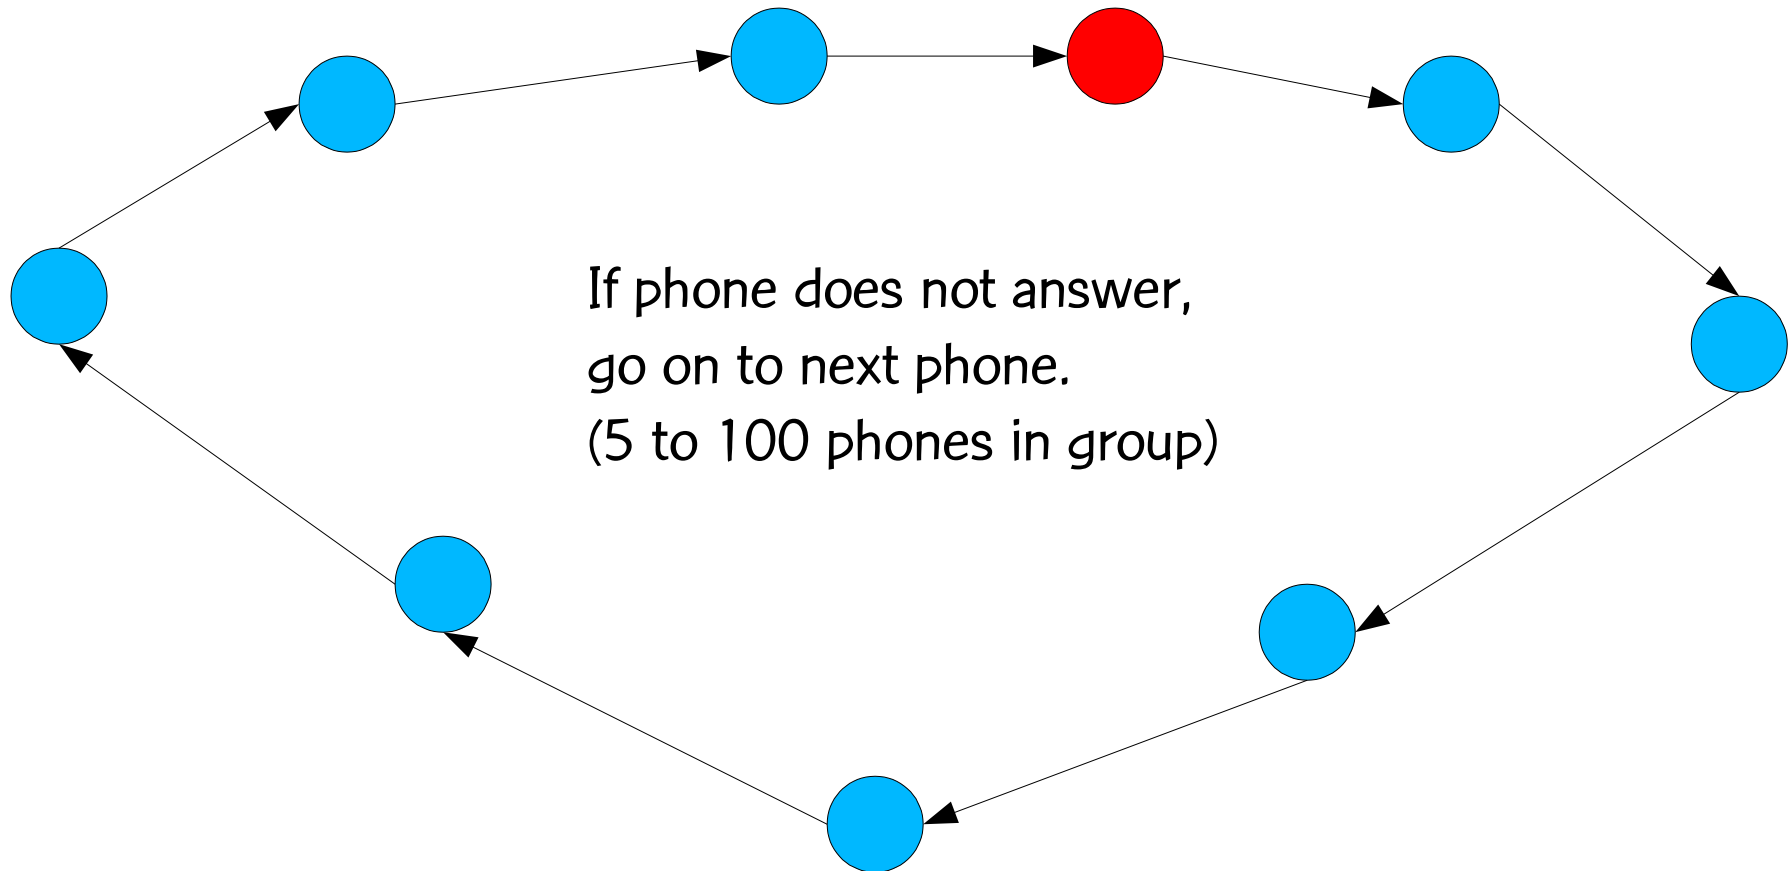 If phone does not answer,
go on to next phone.
(5 to 100 phones in group)